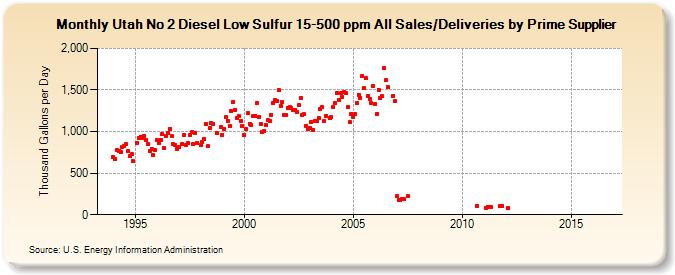 Monthly Utah No 2 Diesel Low Sulfur 15-500 ppm All Sales/Deliveries by Prime Supplier
Thousand Gallons per Day
2,000
1,500
1,000
500
0
1995 2000 2005 2010 2015
Source: U.S. Energy Information Administration